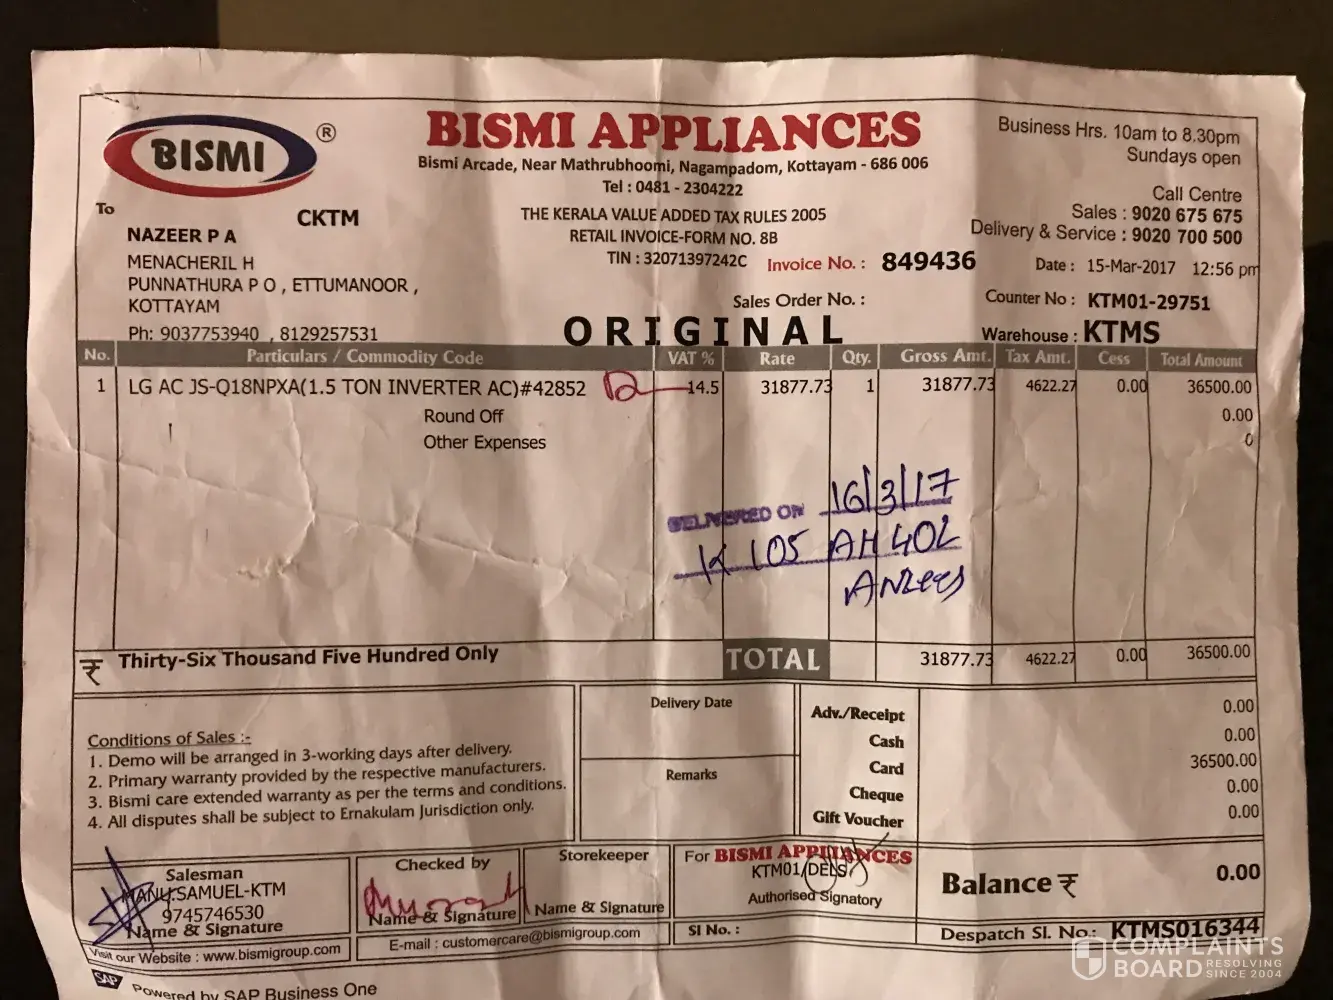 BISMI ®
BISMI APPLIANCES
Bismi Arcade, Near Mathrubhoomi, Nagampadom, Kottayam - 686 006
Tel : 0481 - 2304222
Business Hrs. 10am to 8.30pm
Sundays open
Call Centre
Sales : 9020 675 675
Delivery & Service : 9020 700 500
To
CKTM
NAZEER P A
MENACHERIL H
PUNNATHURA P O , ETTUMANOOR ,
KOTTAYAM
Ph: 9037753940 , 8129257531
THE KERALA VALUE ADDED TAX RULES 2005
RETAIL INVOICE-FORM NO. 8B
TIN : 32071397242C Invoice No. : 849436
Date : 15-Mar-2017 12:56 pm
Sales Order No. :
Counter No : KTM01-29751
ORIGINAL
Warehouse : KTMS
No. Particulars / Commodity Code VAT % Rate Qty. Gross Amt. Tax Amt. Cess Total Amount
1 LG AC JS-Q18NPXA(1.5 TON INVERTER AC)#42852 14.5 31877.73 1 31877.73 4622.27 0.00 36500.00
Round Off 0.00
Other Expenses 0
DELIVERED ON 16/3/17
K 105 AH 402
₹ Thirty-Six Thousand Five Hundred Only TOTAL 31877.73 4622.27 0.00 36500.00
Conditions of Sales :-
1. Demo will be arranged in 3-working days after delivery.
2. Primary warranty provided by the respective manufacturers.
3. Bismi care extended warranty as per the terms and conditions.
4. All disputes shall be subject to Ernakulam Jurisdiction only.
Delivery Date
Remarks
Adv./Receipt 0.00
Cash 0.00
Card 36500.00
Cheque 0.00
Gift Voucher 0.00
Salesman
MANU.SAMUEL-KTM
9745746530
Name & Signature
Checked by
Name & Signature
Storekeeper
Name & Signature
For BISMI APPLIANCES
KTM01/DELS
Authorised Signatory
Balance ₹ 0.00
Visit our Website : www.bismigroup.com
E-mail : customercare@bismigroup.com
Sl No. :
Despatch Sl. No.: KTMS016344
SAP Powered by SAP Business One
COMPLAINTS
BOARD RESOLVING
SINCE 2004